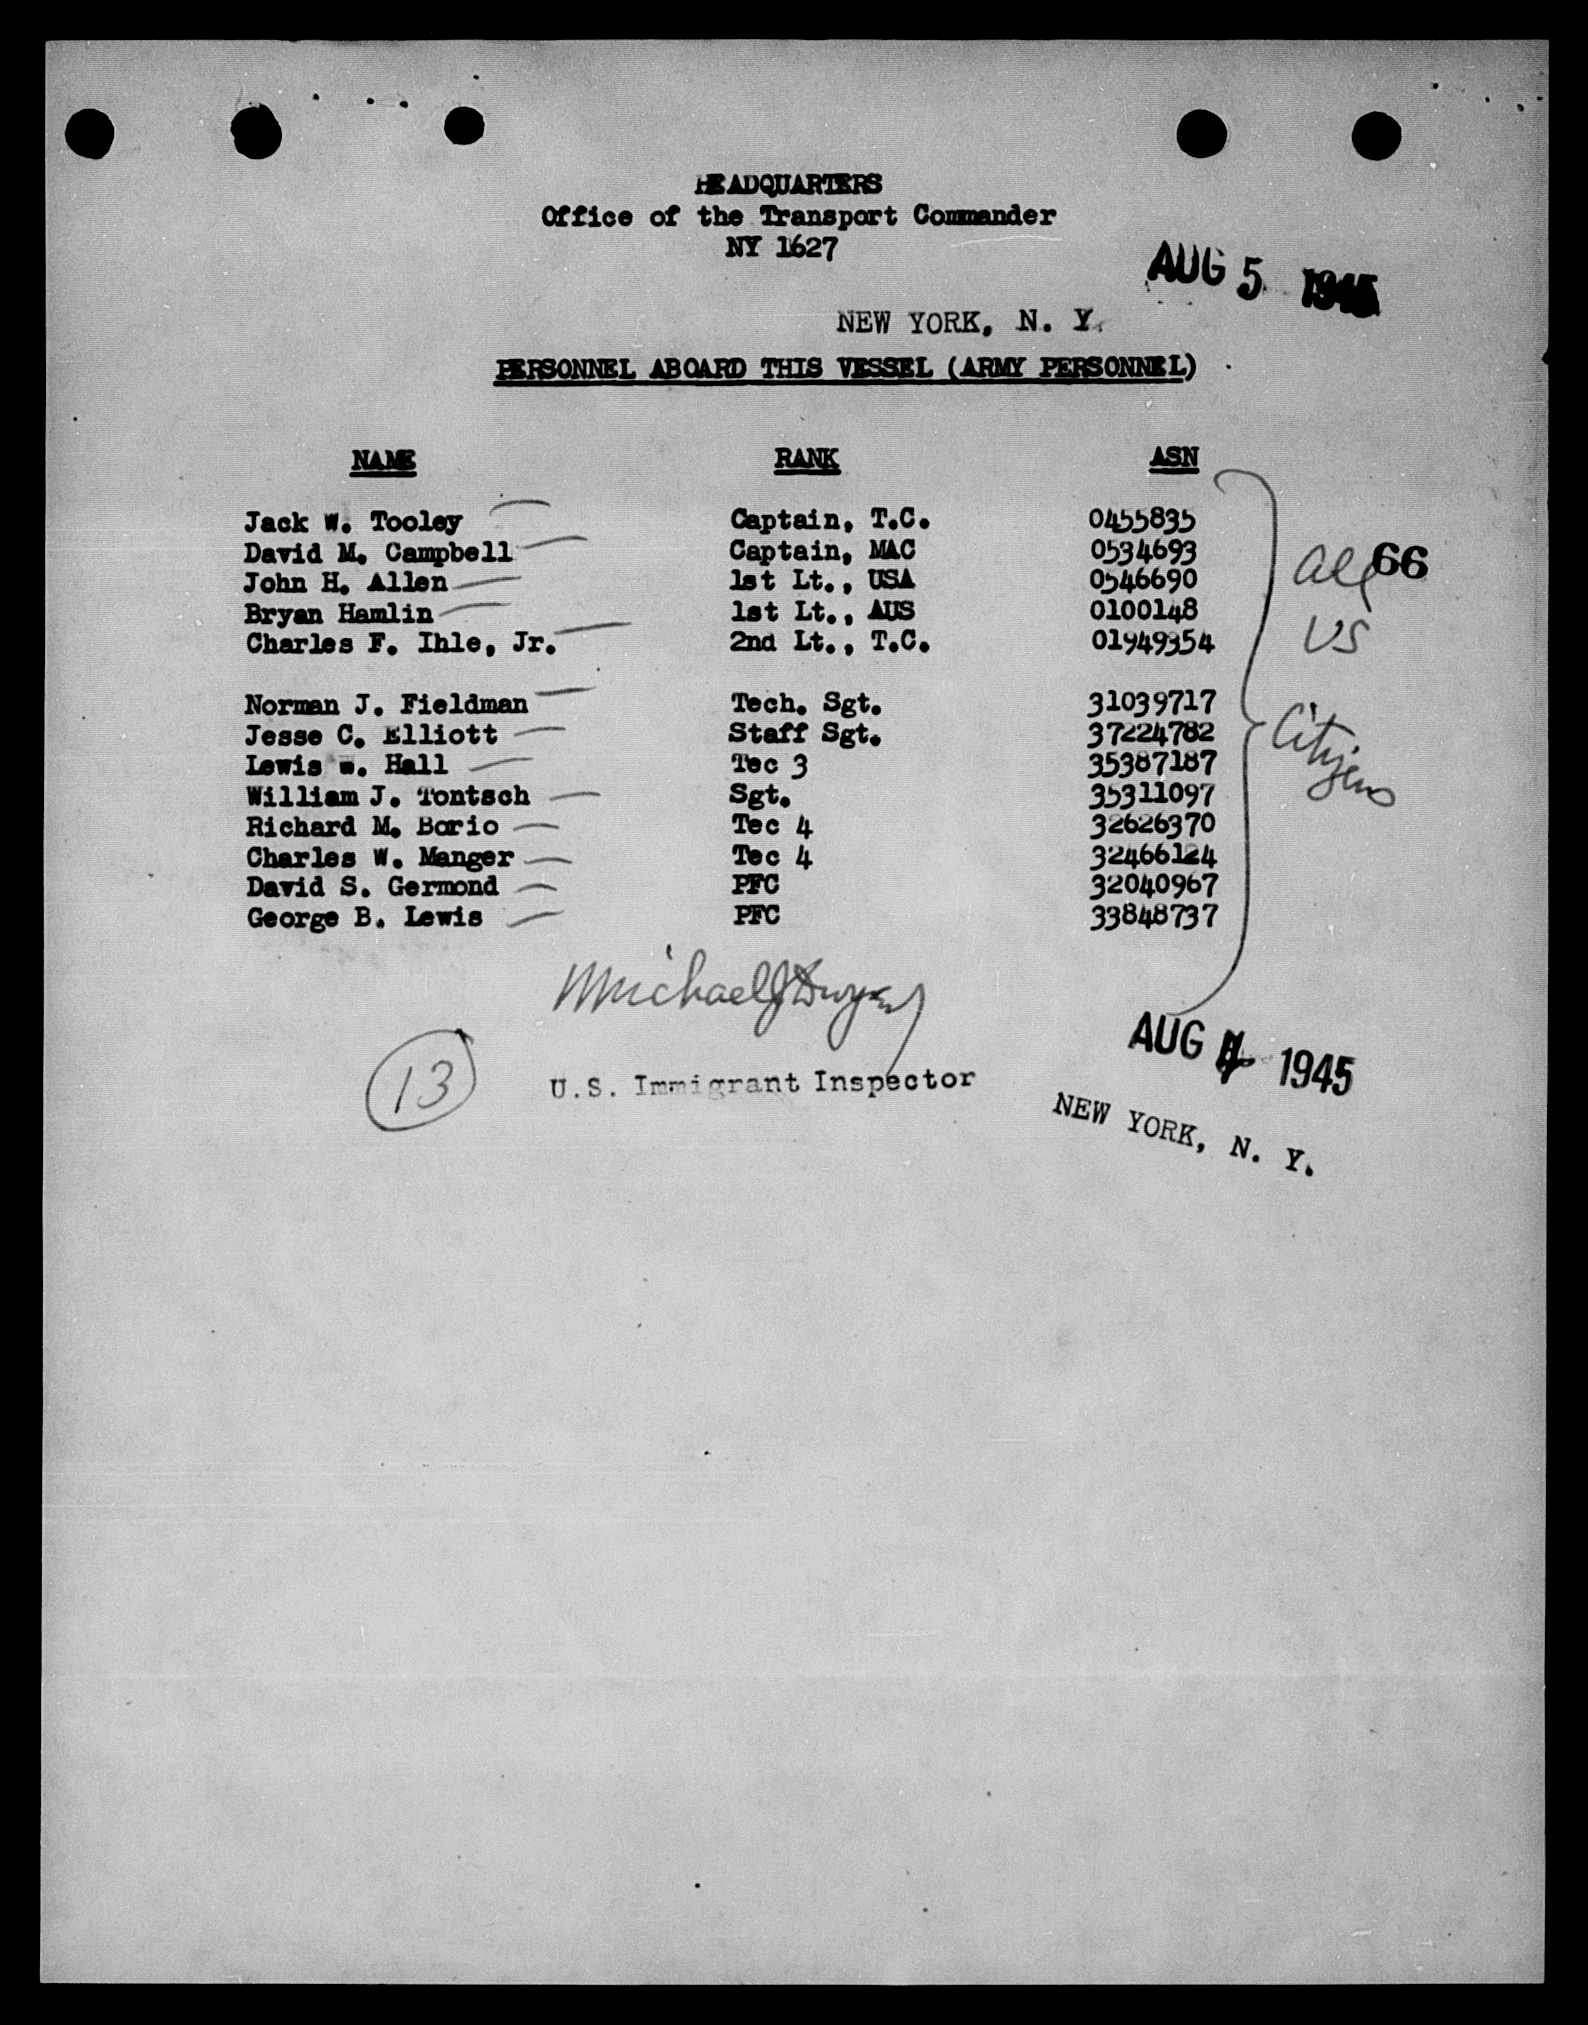 HEADQUARTERS
Office of the Transport Commander
NY 1627
AUG 5 1945
NEW YORK, N. Y.
PERSONNEL ABOARD THIS VESSEL (ARMY PERSONNEL)
NAME RANK ASN
Jack W. Tooley Captain, T.C. 0455835
David M. Campbell Captain, MAC 0534693
John H. Allen 1st Lt., USA 0546690
Bryan Hamlin 1st Lt., AUS 0100148
Charles F. Ihle, Jr. 2nd Lt., T.C. 01949354
Norman J. Fieldman Tech. Sgt. 31039717
Jesse C. Elliott Staff Sgt. 37224782
Lewis W. Hall Tec 3 35387187
William J. Tontsch Sgt. 35311097
Richard M. Borio Tec 4 32626370
Charles W. Manger Tec 4 32466124
David S. Germond PFC 32040967
George B. Lewis PFC 33848737
All 66
US
Citizens
Michael J Dwyer
13
U.S. Immigrant Inspector
AUG 4 1945
NEW YORK, N. Y.